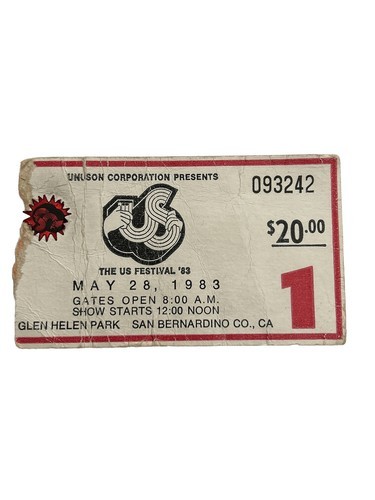 UNUSON CORPORATION PRESENTS
093242
US
$20.00
THE US FESTIVAL '83
MAY 28, 1983
GATES OPEN 8:00 A.M.
SHOW STARTS 12:00 NOON
1
GLEN HELEN PARK SAN BERNARDINO CO., CA